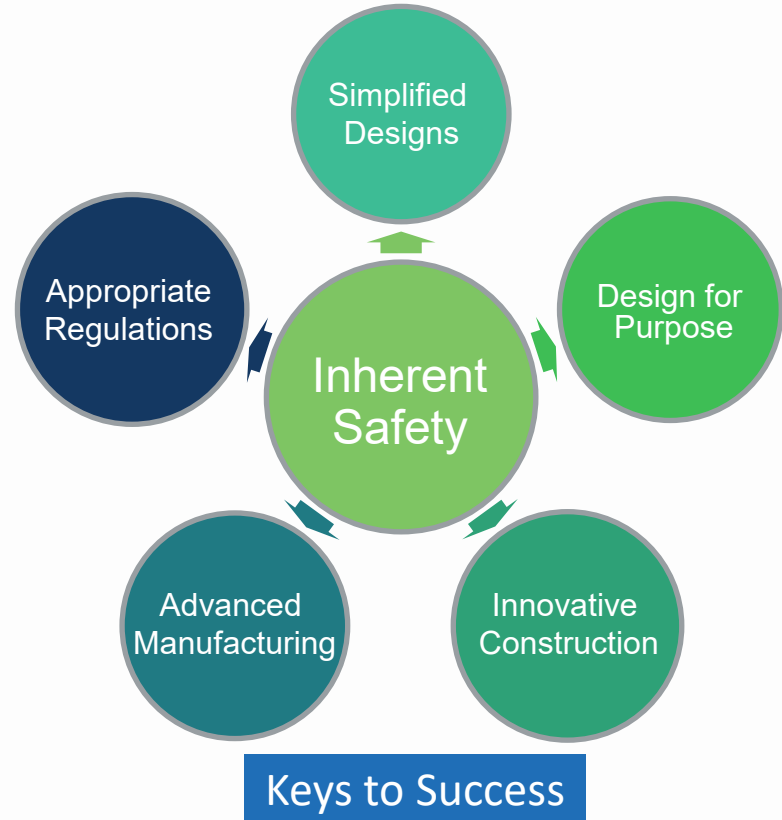 Simplified
Designs
Appropriate
Regulations
Design for
Purpose
Inherent
Safety
Advanced
Manufacturing
Innovative
Construction
Keys to Success